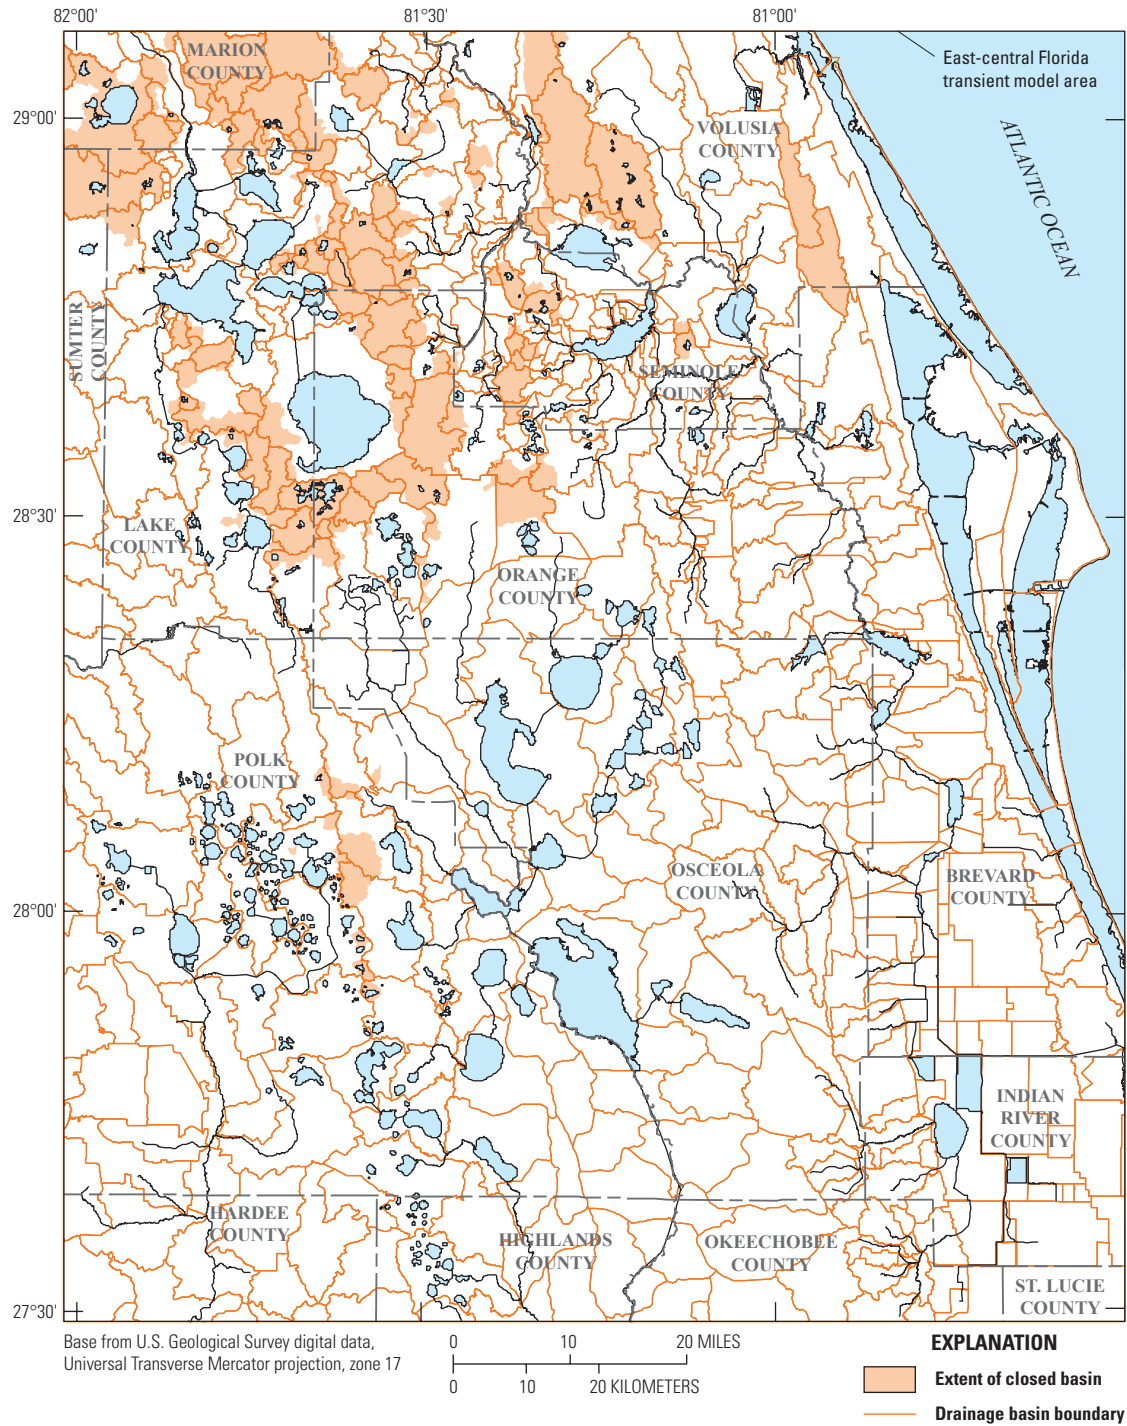 82°00'
81°30'
81°00'
MARION
COUNTY
East-central Florida
transient model area
29°00'
VOLUSIA
COUNTY
ATLANTIC OCEAN
SUMTER
COUNTY
SEMINOLE
COUNTY
28°30'
LAKE
COUNTY
ORANGE
COUNTY
POLK
COUNTY
OSCEOLA
COUNTY
BREVARD
COUNTY
28°00'
INDIAN
RIVER
COUNTY
HARDEE
COUNTY
HIGHLANDS
COUNTY
OKEECHOBEE
COUNTY
ST. LUCIE
COUNTY
27°30'
Base from U.S. Geological Survey digital data,
Universal Transverse Mercator projection, zone 17
0 10 20 MILES
0 10 20 KILOMETERS
EXPLANATION
Extent of closed basin
Drainage basin boundary